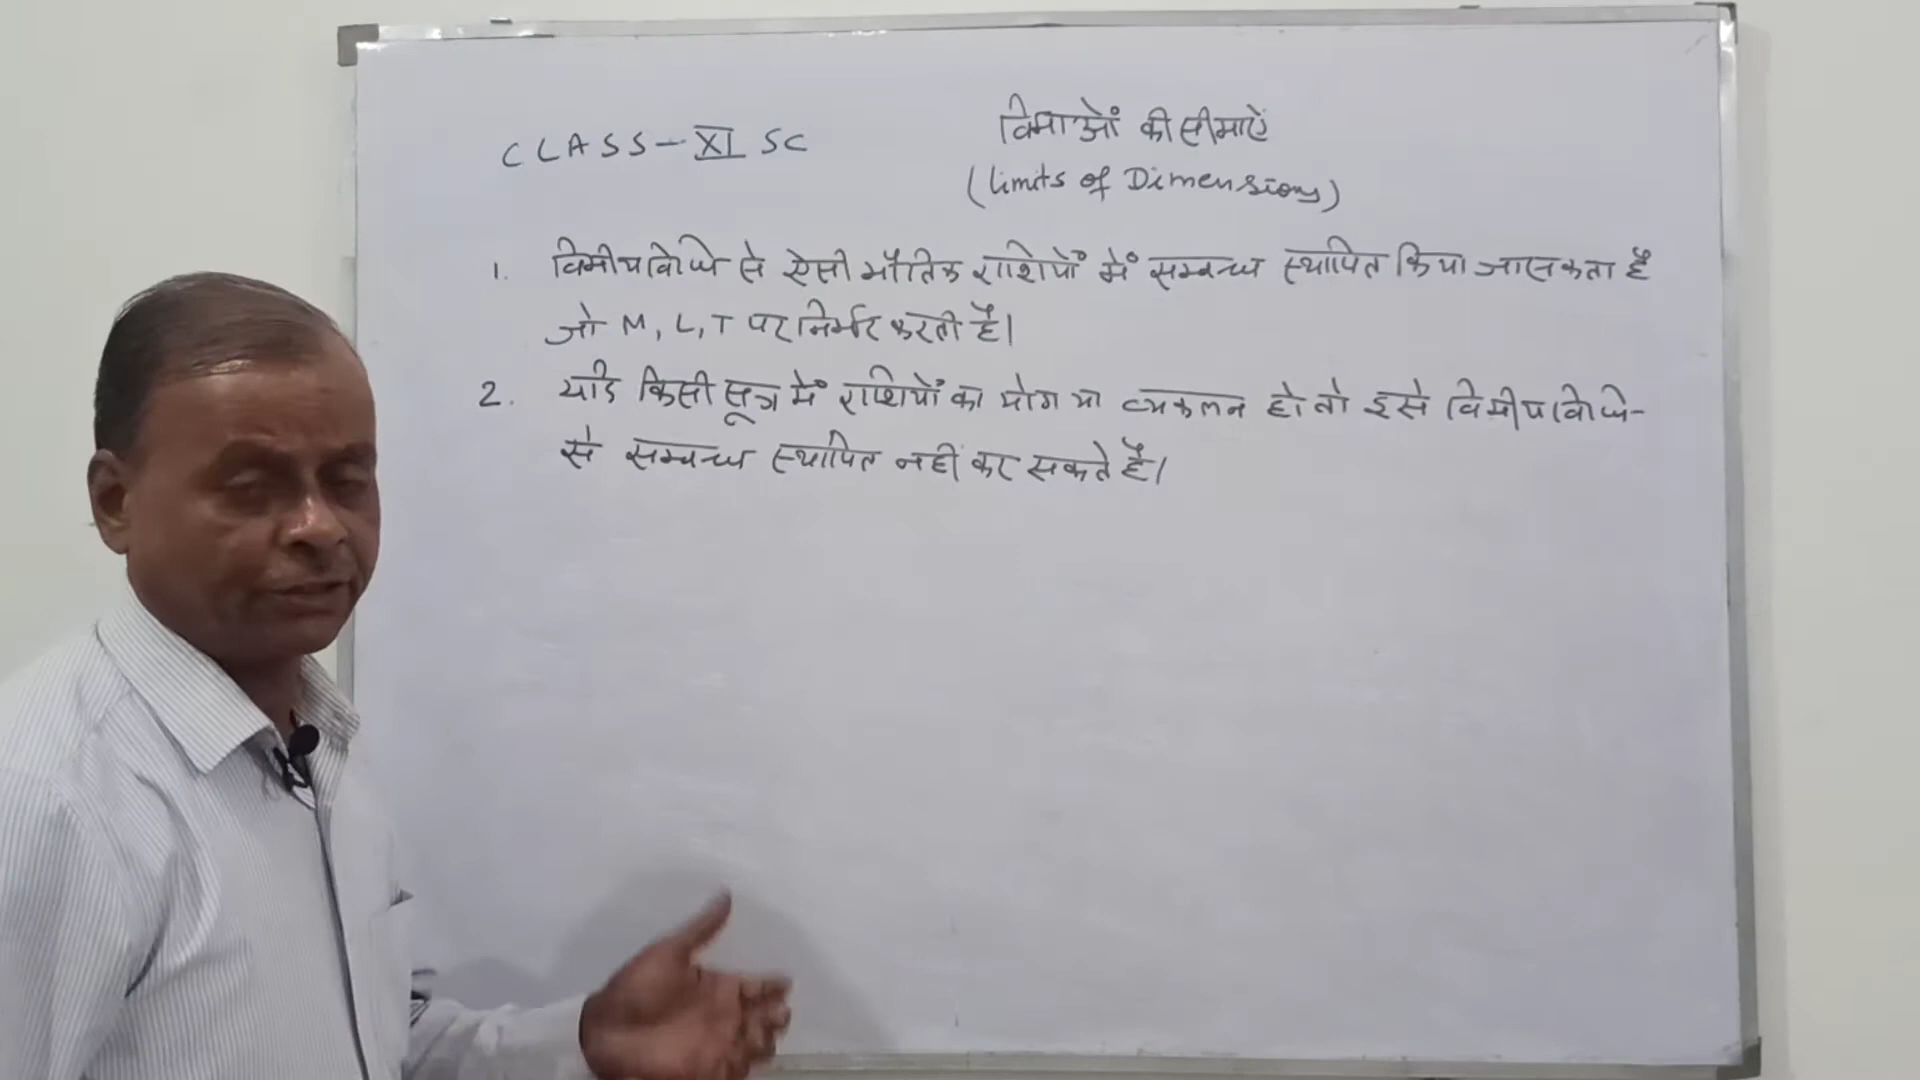 CLASS-XI SC
विमाओं की सीमाऐं
(Limits of Dimensions)
1. विमीय विधि से ऐसी भौतिक राशियों में सम्बन्ध स्थापित किया जा सकता है
जो M, L, T पर निर्भर करती है।
2. यदि किसी सूत्र में राशियों का योग या व्यकलन हो तो इसे विमीय विधि-
से सम्बन्ध स्थापित नहीं कर सकते है।